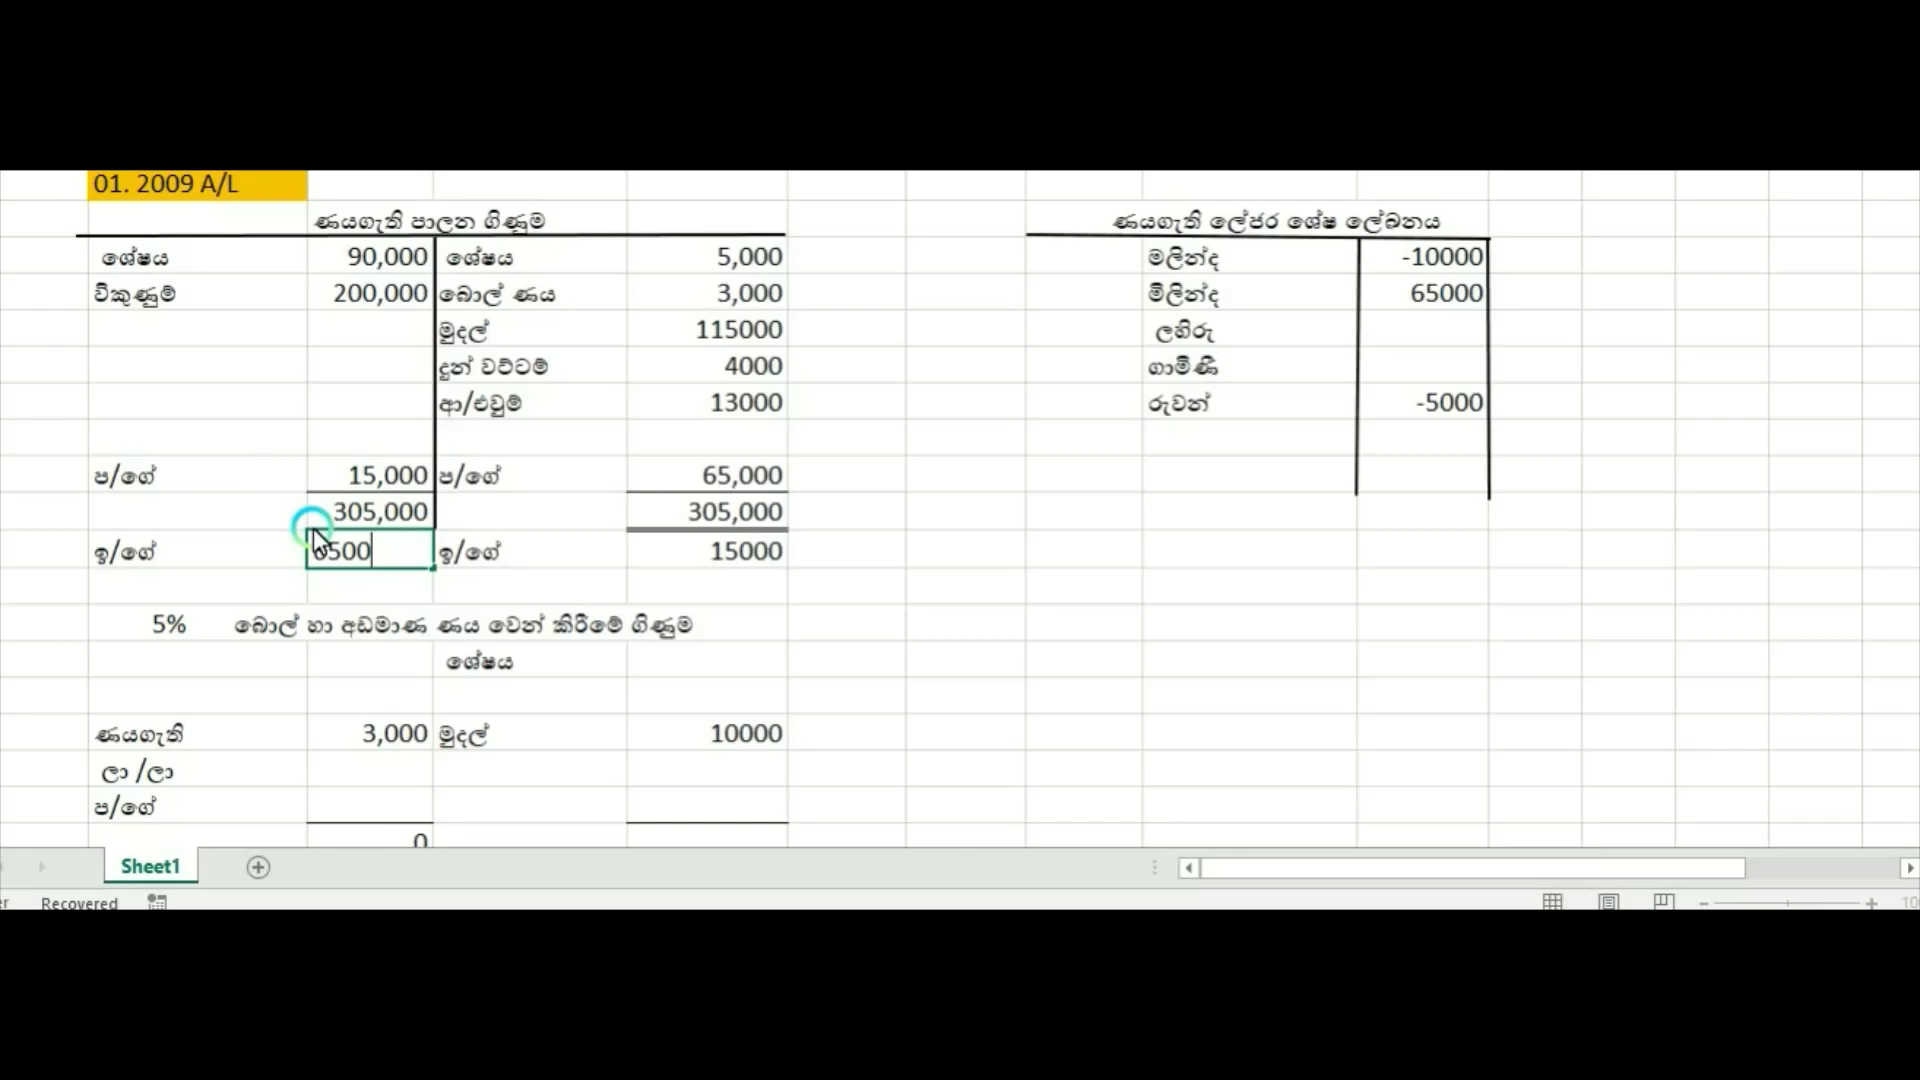 01. 2009 A/L
ණයගැති පාලන ගිණුම
ණයගැති ලේජර ශේෂ ලේඛනය
ශේෂය 90,000 ශේෂය 5,000 මලින්ද -10000
විකුණුම් 200,000 බොල් ණය 3,000 මිලින්ද 65000
මුදල් 115000 ලහිරු
දුන් වට්ටම් 4000 ගාමිණී
ආ/එවුම් 13000 රුවන් -5000
ප/ගේ 15,000 ප/ගේ 65,000
305,000 305,000
ඉ/ගේ 6500 ඉ/ගේ 15000
5% බොල් හා අඩමාණ ණය වෙන් කිරීමේ ගිණුම
ශේෂය
ණයගැති 3,000 මුදල් 10000
ලා /ලා
ප/ගේ
0
Sheet1
Recovered